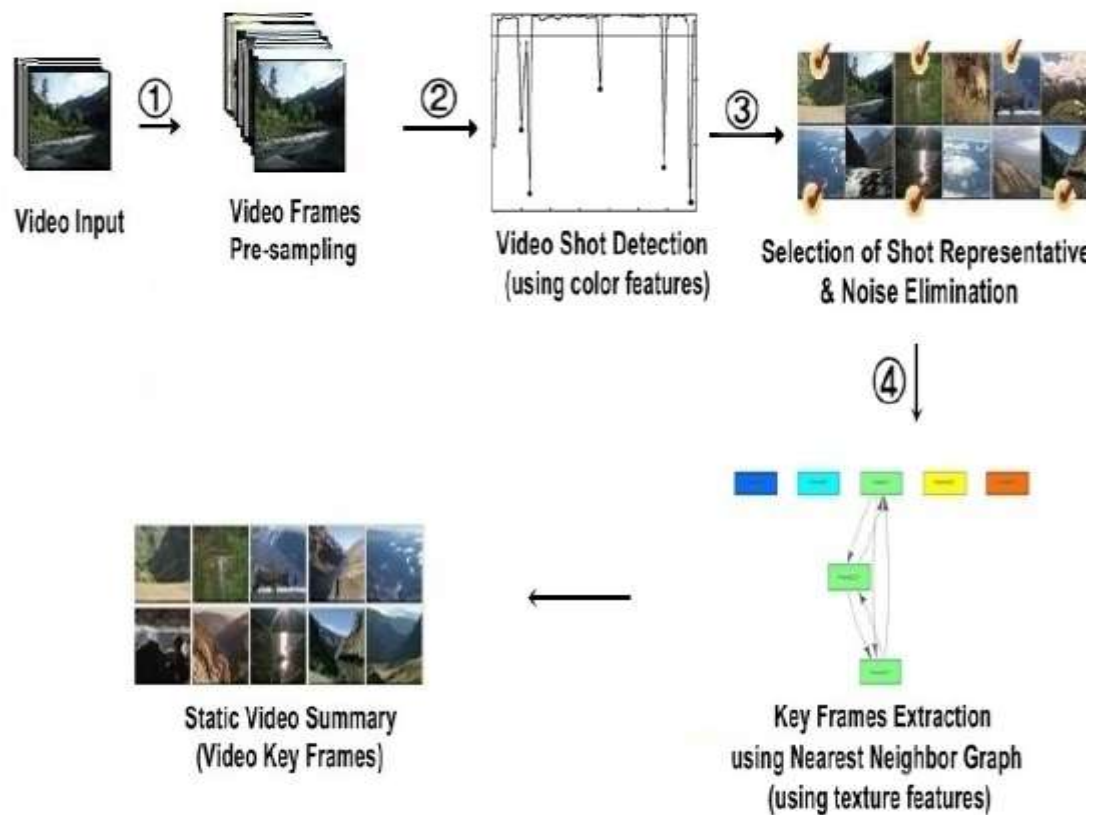 ①
②
③
Video Input
Video Frames
Pre-sampling
Video Shot Detection
(using color features)
Selection of Shot Representative
& Noise Elimination
④
Static Video Summary
(Video Key Frames)
Key Frames Extraction
using Nearest Neighbor Graph
(using texture features)